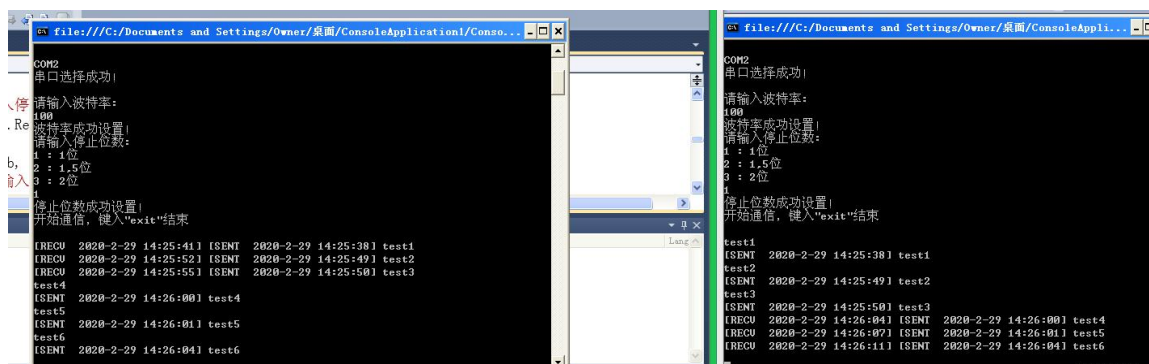 file:///C:/Documents and Settings/Owner/桌面/ConsoleApplication1/Conso...
COM2
串口选择成功!
请输入波特率:
100
波特率成功设置!
请输入停止位数:
1 : 1位
2 : 1.5位
3 : 2位
1
停止位数成功设置!
开始通信, 键入"exit"结束
[RECV 2020-2-29 14:25:41] [SENT 2020-2-29 14:25:38] test1
[RECV 2020-2-29 14:25:52] [SENT 2020-2-29 14:25:49] test2
[RECV 2020-2-29 14:25:55] [SENT 2020-2-29 14:25:50] test3
test4
[SENT 2020-2-29 14:26:00] test4
test5
[SENT 2020-2-29 14:26:01] test5
test6
[SENT 2020-2-29 14:26:04] test6
入停
.Re
b,
输入
Lang
file:///C:/Documents and Settings/Owner/桌面/ConsoleAppli...
COM2
串口选择成功!
请输入波特率:
100
波特率成功设置!
请输入停止位数:
1 : 1位
2 : 1.5位
3 : 2位
1
停止位数成功设置!
开始通信, 键入"exit"结束
test1
[SENT 2020-2-29 14:25:38] test1
test2
[SENT 2020-2-29 14:25:49] test2
test3
[SENT 2020-2-29 14:25:50] test3
[RECV 2020-2-29 14:26:04] [SENT 2020-2-29 14:26:00] test4
[RECV 2020-2-29 14:26:07] [SENT 2020-2-29 14:26:01] test5
[RECV 2020-2-29 14:26:11] [SENT 2020-2-29 14:26:04] test6